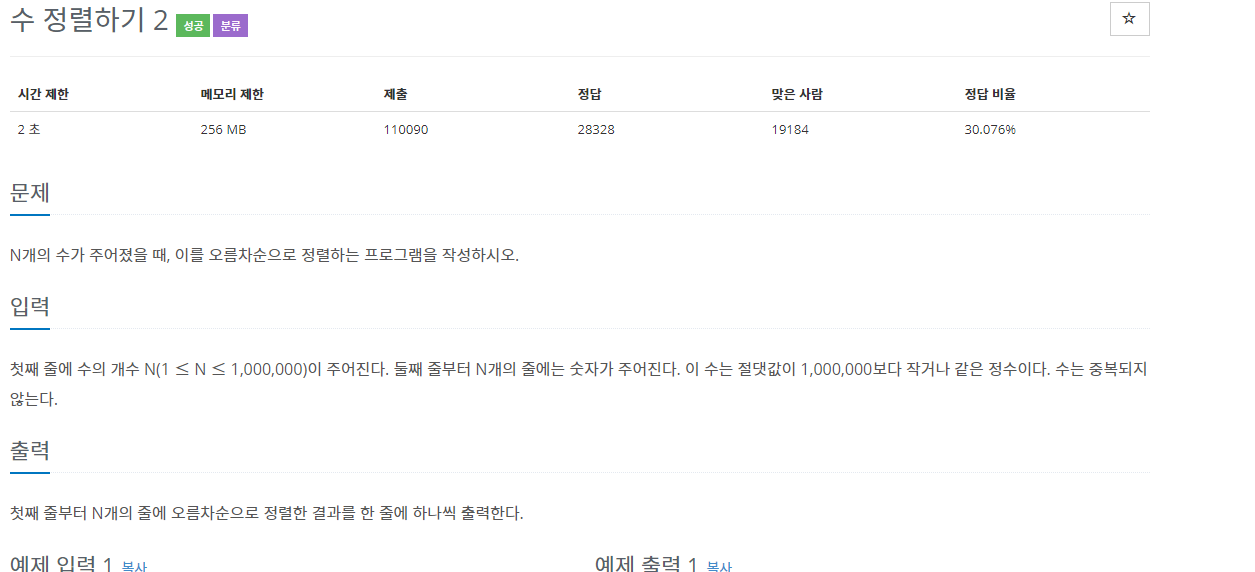 수 정렬하기 2 성공 분류
☆
시간 제한 메모리 제한 제출 정답 맞은 사람 정답 비율
2 초 256 MB 110090 28328 19184 30.076%
문제
N개의 수가 주어졌을 때, 이를 오름차순으로 정렬하는 프로그램을 작성하시오.
입력
첫째 줄에 수의 개수 N(1 ≤ N ≤ 1,000,000)이 주어진다. 둘째 줄부터 N개의 줄에는 숫자가 주어진다. 이 수는 절댓값이 1,000,000보다 작거나 같은 정수이다. 수는 중복되지
않는다.
출력
첫째 줄부터 N개의 줄에 오름차순으로 정렬한 결과를 한 줄에 하나씩 출력한다.
예제 입력 1 복사 예제 출력 1 복사